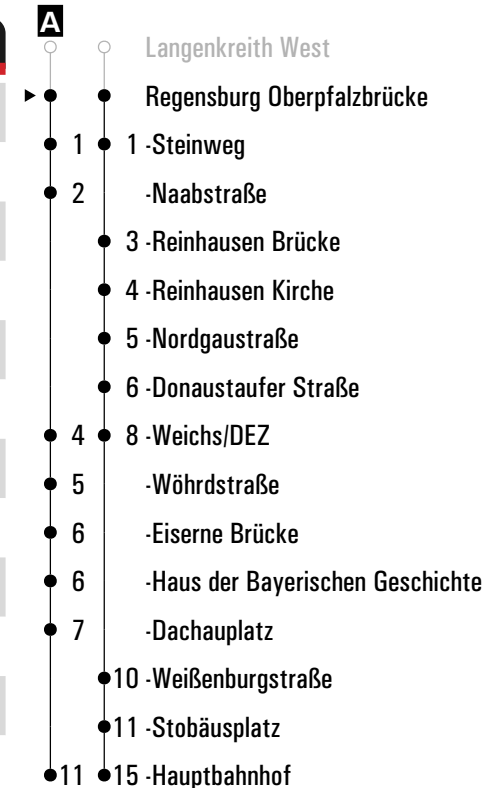 A
Langenkreith West
Regensburg Oberpfalzbrücke
1 1 -Steinweg
2 -Naabstraße
3 -Reinhausen Brücke
4 -Reinhausen Kirche
5 -Nordgaustraße
6 -Donaustaufer Straße
4 8 -Weichs/DEZ
5 -Wöhrdstraße
6 -Eiserne Brücke
6 -Haus der Bayerischen Geschichte
7 -Dachauplatz
10 -Weißenburgstraße
11 -Stobäusplatz
11 15 -Hauptbahnhof